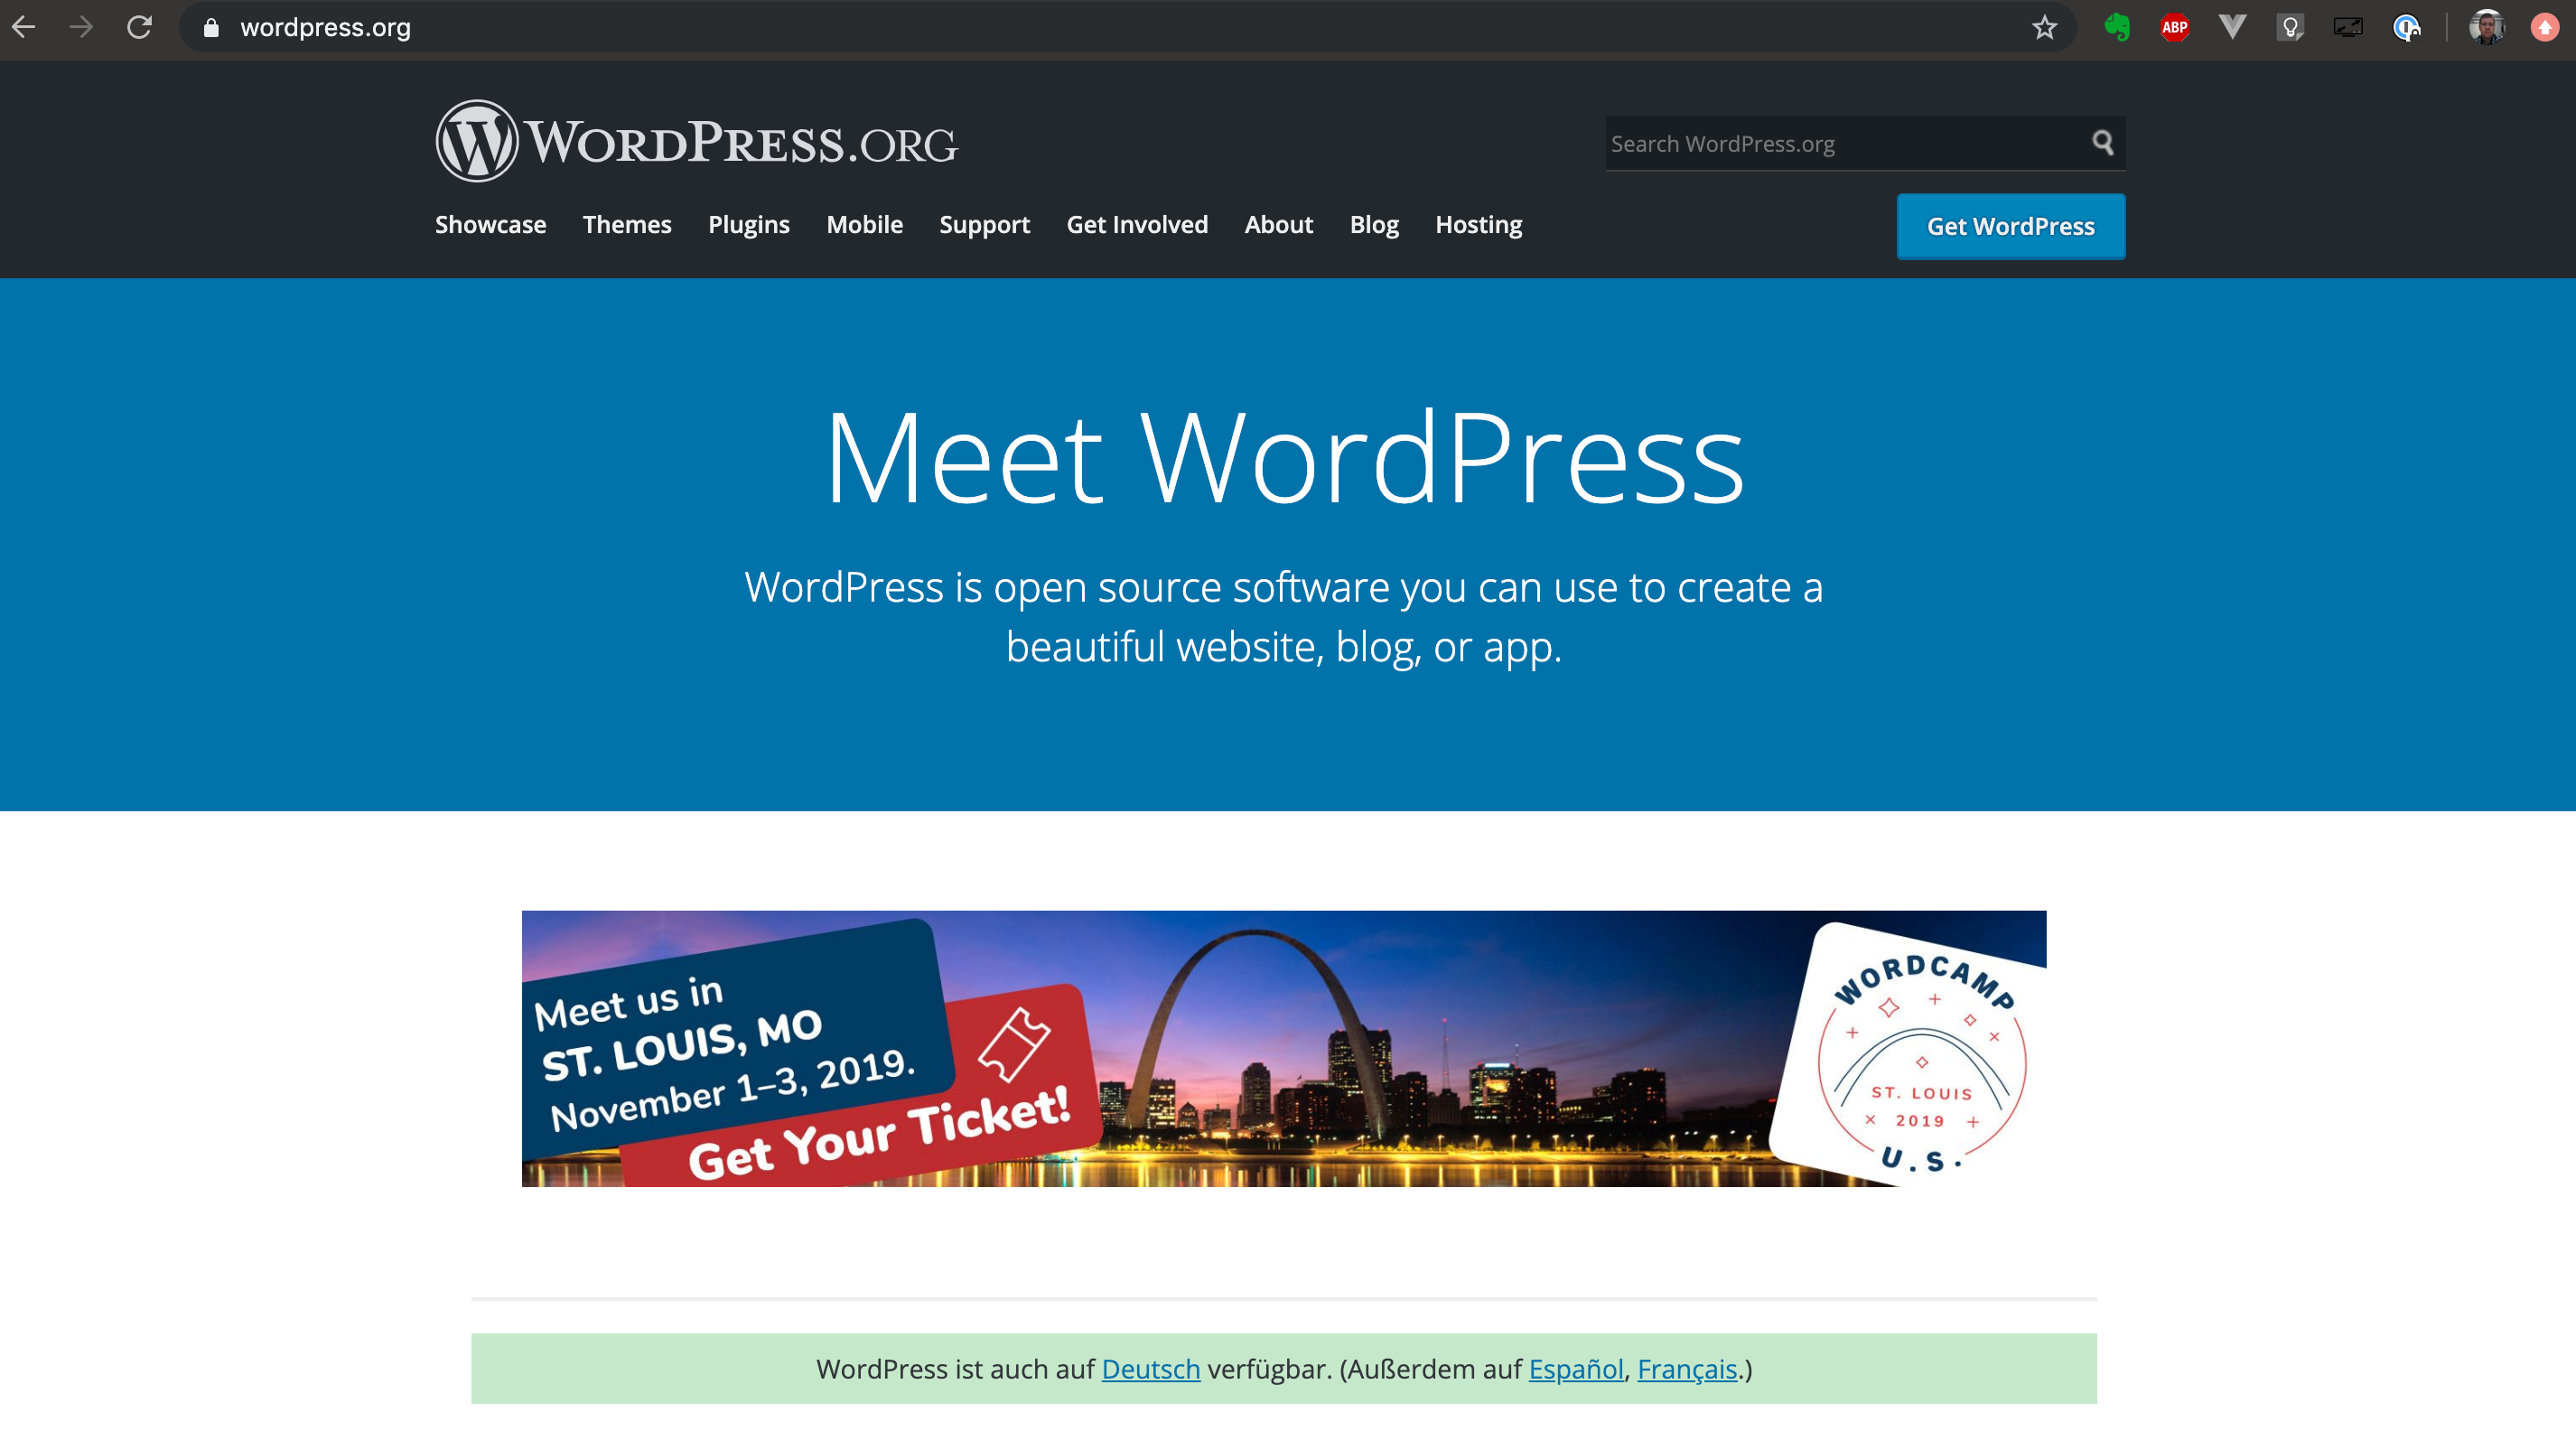 wordpress.org
ABP
WORDPRESS.ORG
Search WordPress.org
Showcase Themes Plugins Mobile Support Get Involved About Blog Hosting
Get WordPress
Meet WordPress
WordPress is open source software you can use to create a
beautiful website, blog, or app.
Meet us in
ST. LOUIS, MO
November 1–3, 2019.
Get Your Ticket!
WORDCAMP
ST. LOUIS
2019
U.S.
WordPress ist auch auf Deutsch verfügbar. (Außerdem auf Español, Français.)